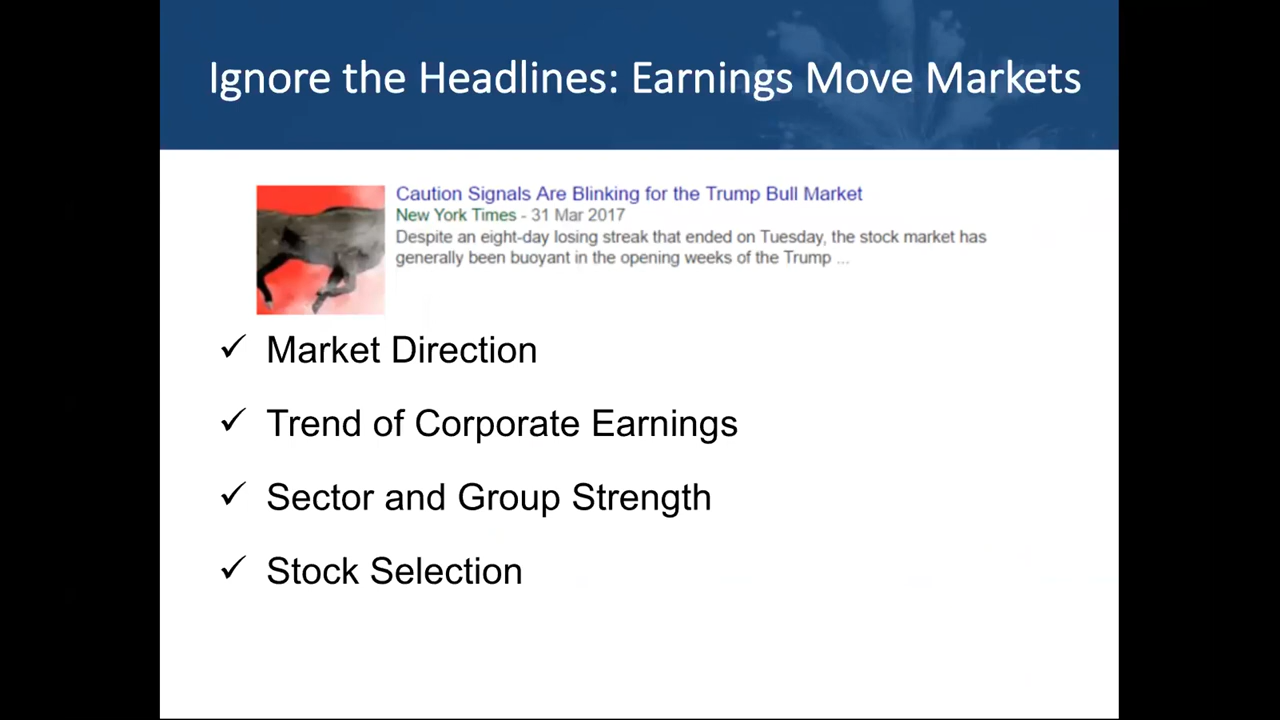 Ignore the Headlines: Earnings Move Markets
Caution Signals Are Blinking for the Trump Bull Market
New York Times - 31 Mar 2017
Despite an eight-day losing streak that ended on Tuesday, the stock market has
generally been buoyant in the opening weeks of the Trump ...
✓ Market Direction
✓ Trend of Corporate Earnings
✓ Sector and Group Strength
✓ Stock Selection